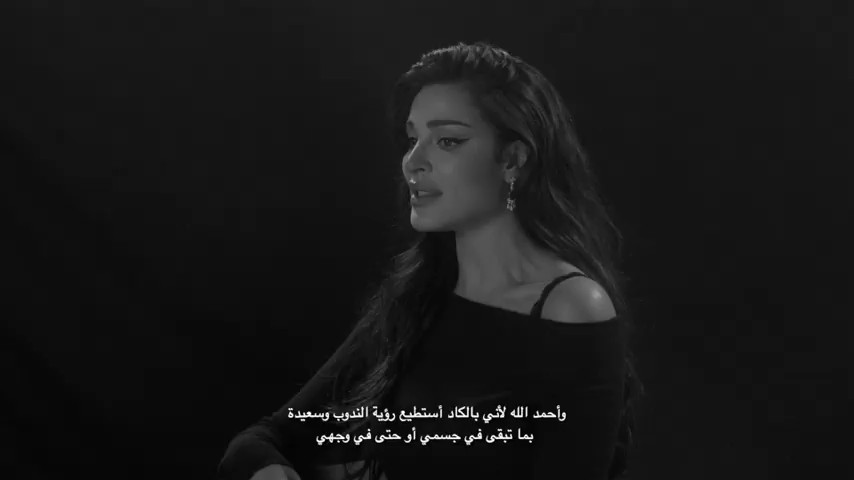 وأحمد الله لأني بالكاد أستطيع رؤية الندوب وسعيدة
بما تبقى في جسمي أو حتى في وجهي